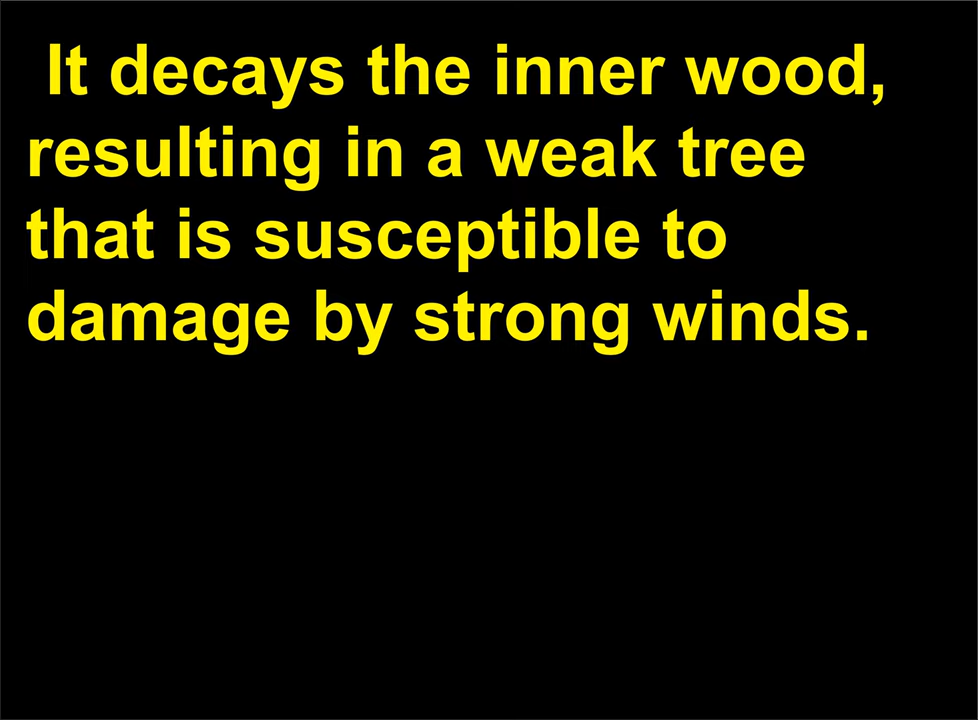 It decays the inner wood,
resulting in a weak tree
that is susceptible to
damage by strong winds.